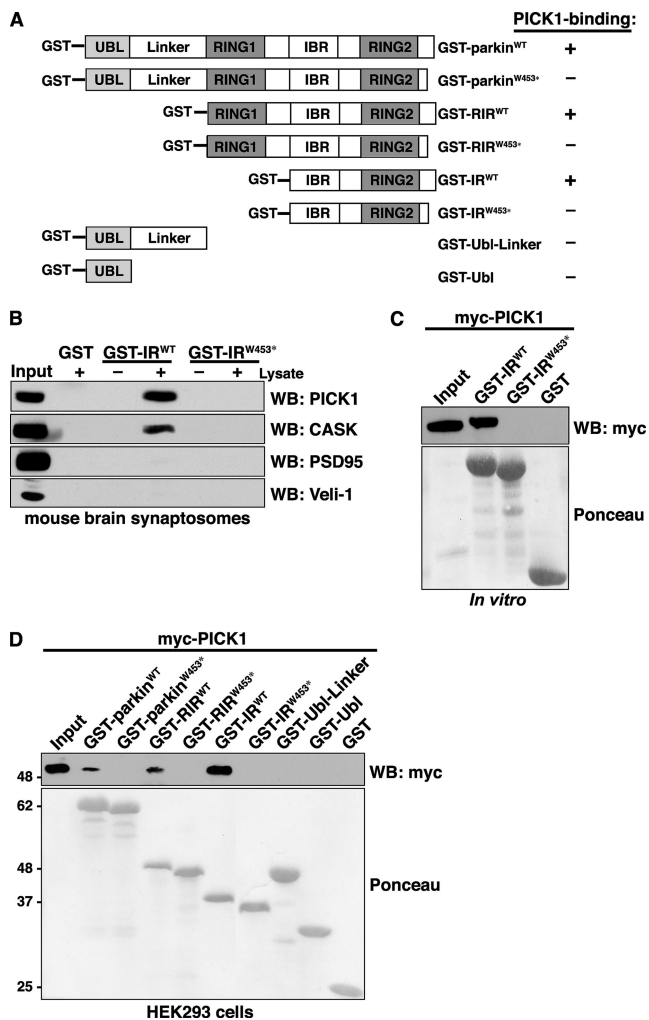 A
PICK1-binding:
GST UBL Linker RING1 IBR RING2 GST-parkinWT +
GST UBL Linker RING1 IBR RING2 GST-parkinW453* –
GST RING1 IBR RING2 GST-RIRWT +
GST RING1 IBR RING2 GST-RIRW453* –
GST IBR RING2 GST-IRWT +
GST IBR RING2 GST-IRW453* –
GST UBL Linker GST-Ubl-Linker –
GST UBL GST-Ubl –
B
GST GST-IRWT GST-IRW453*
Input + – + – + Lysate
WB: PICK1
WB: CASK
WB: PSD95
WB: Veli-1
mouse brain synaptosomes
C
myc-PICK1
Input GST-IRWT GST-IRW453* GST
WB: myc
Ponceau
In vitro
D
myc-PICK1
Input GST-parkinWT GST-parkinW453* GST-RIRWT GST-RIRW453* GST-IRWT GST-IRW453* GST-Ubl-Linker GST-Ubl GST
48
WB: myc
62
48
37
25
Ponceau
HEK293 cells